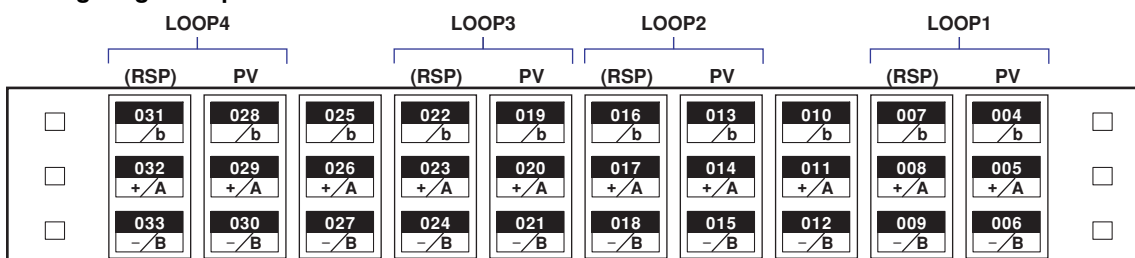 LOOP4 LOOP3 LOOP2 LOOP1
(RSP) PV (RSP) PV (RSP) PV (RSP) PV
031 028 025 022 019 016 013 010 007 004
/b /b /b /b /b /b /b /b /b /b
032 029 026 023 020 017 014 011 008 005
+/A +/A +/A +/A +/A +/A +/A +/A +/A +/A
033 030 027 024 021 018 015 012 009 006
−/B −/B −/B −/B −/B −/B −/B −/B −/B −/B